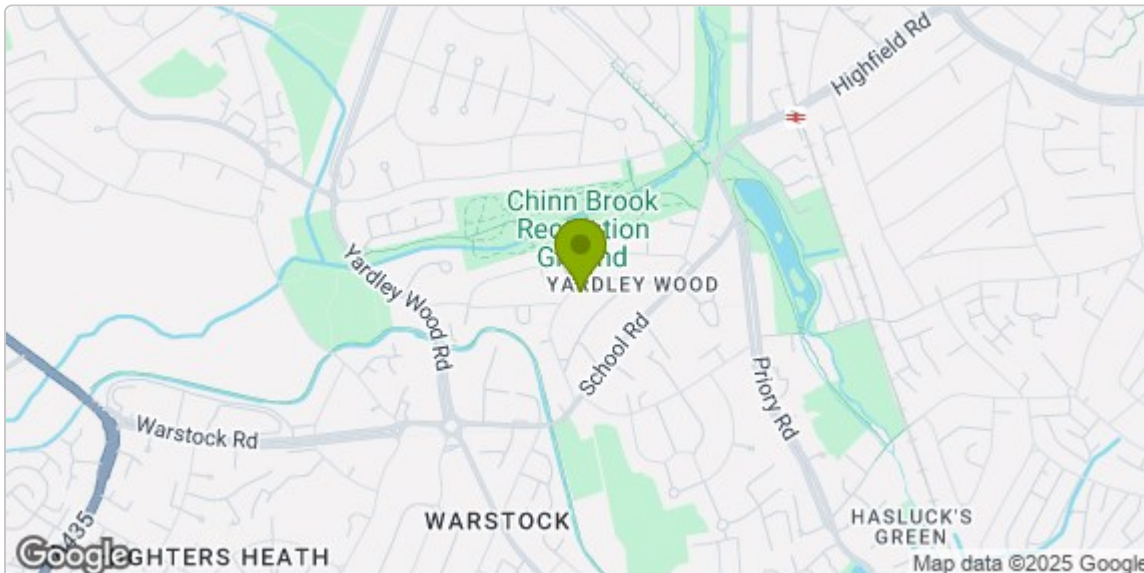 Highfield Rd
Chinn Brook
Recreation
Ground
YARDLEY WOOD
Yardley Wood Rd
School Rd
Priory Rd
Warstock Rd
WARSTOCK
HASLUCK'S
GREEN
435
Google
GHTERS HEATH
Map data ©2025 Google